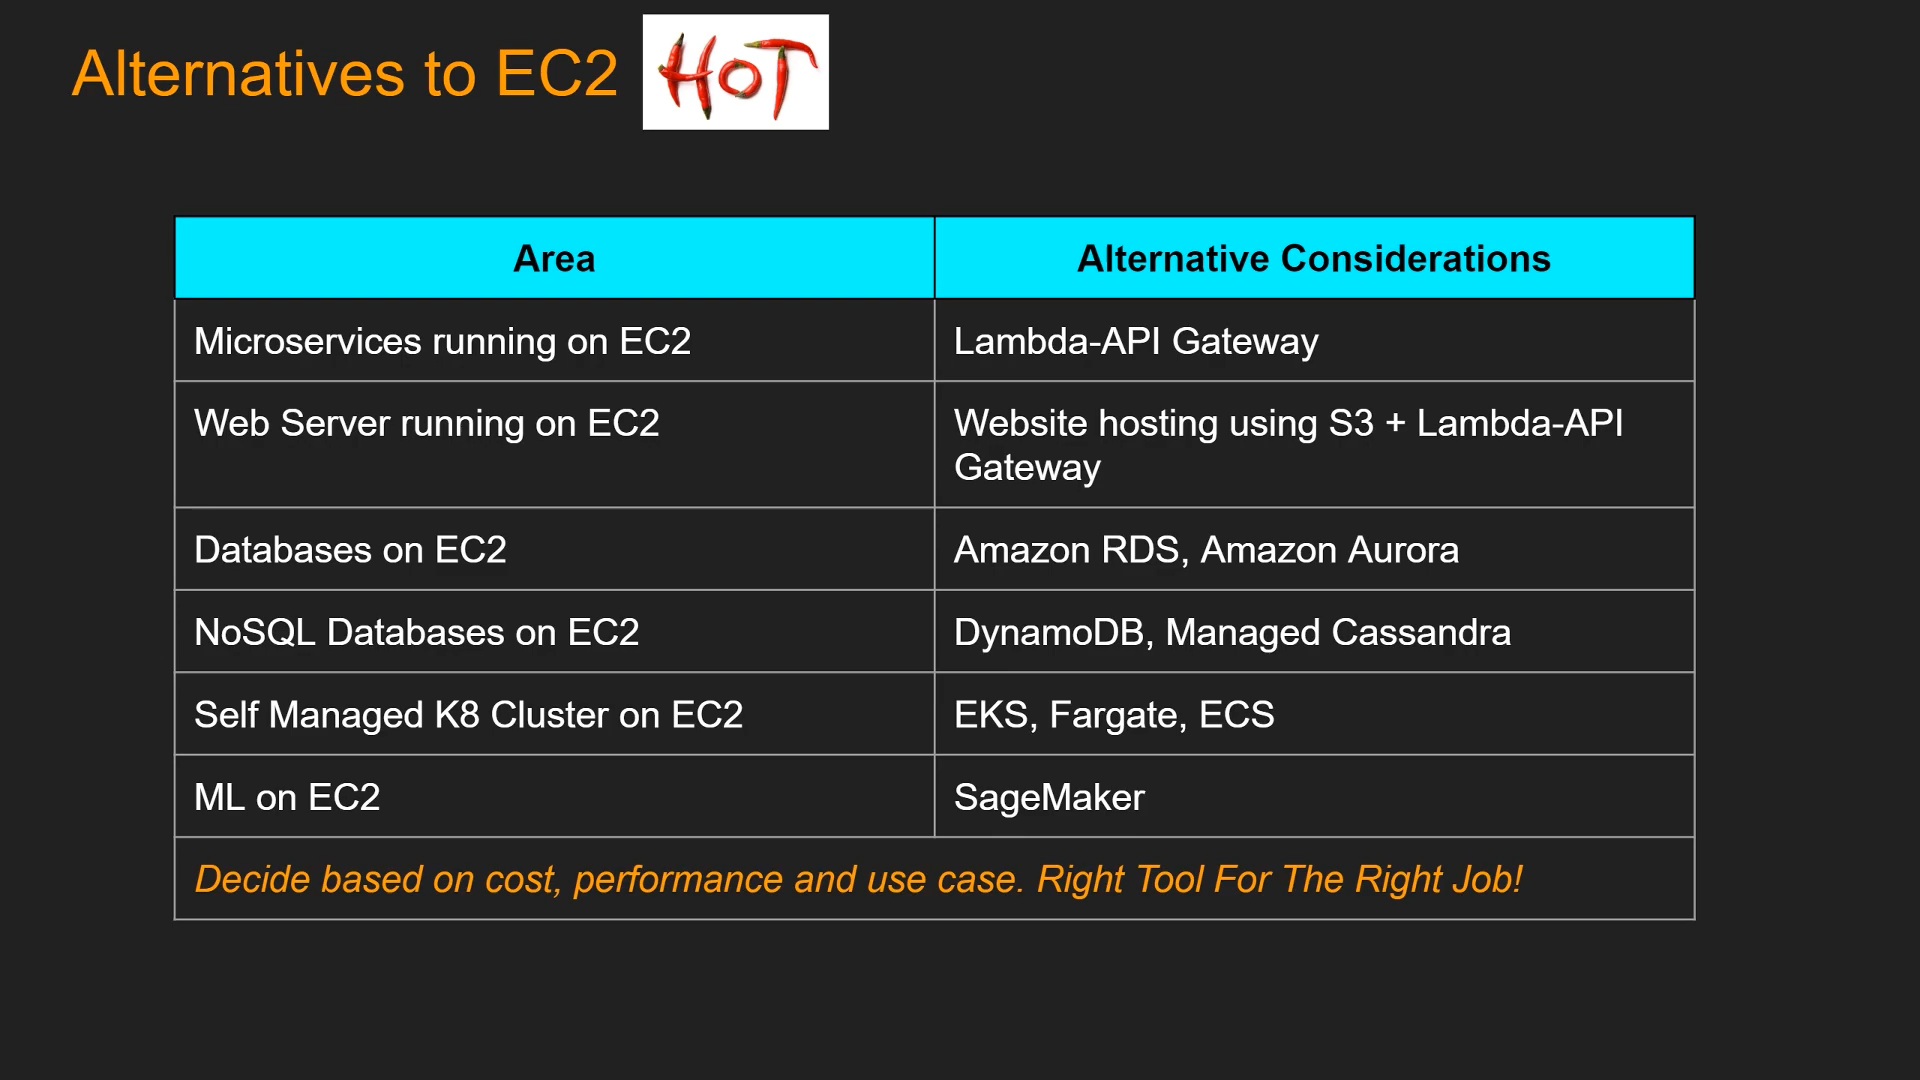 Alternatives to EC2
HOT
Area
Alternative Considerations
Microservices running on EC2
Lambda-API Gateway
Web Server running on EC2
Website hosting using S3 + Lambda-API
Gateway
Databases on EC2
Amazon RDS, Amazon Aurora
NoSQL Databases on EC2
DynamoDB, Managed Cassandra
Self Managed K8 Cluster on EC2
EKS, Fargate, ECS
ML on EC2
SageMaker
Decide based on cost, performance and use case. Right Tool For The Right Job!